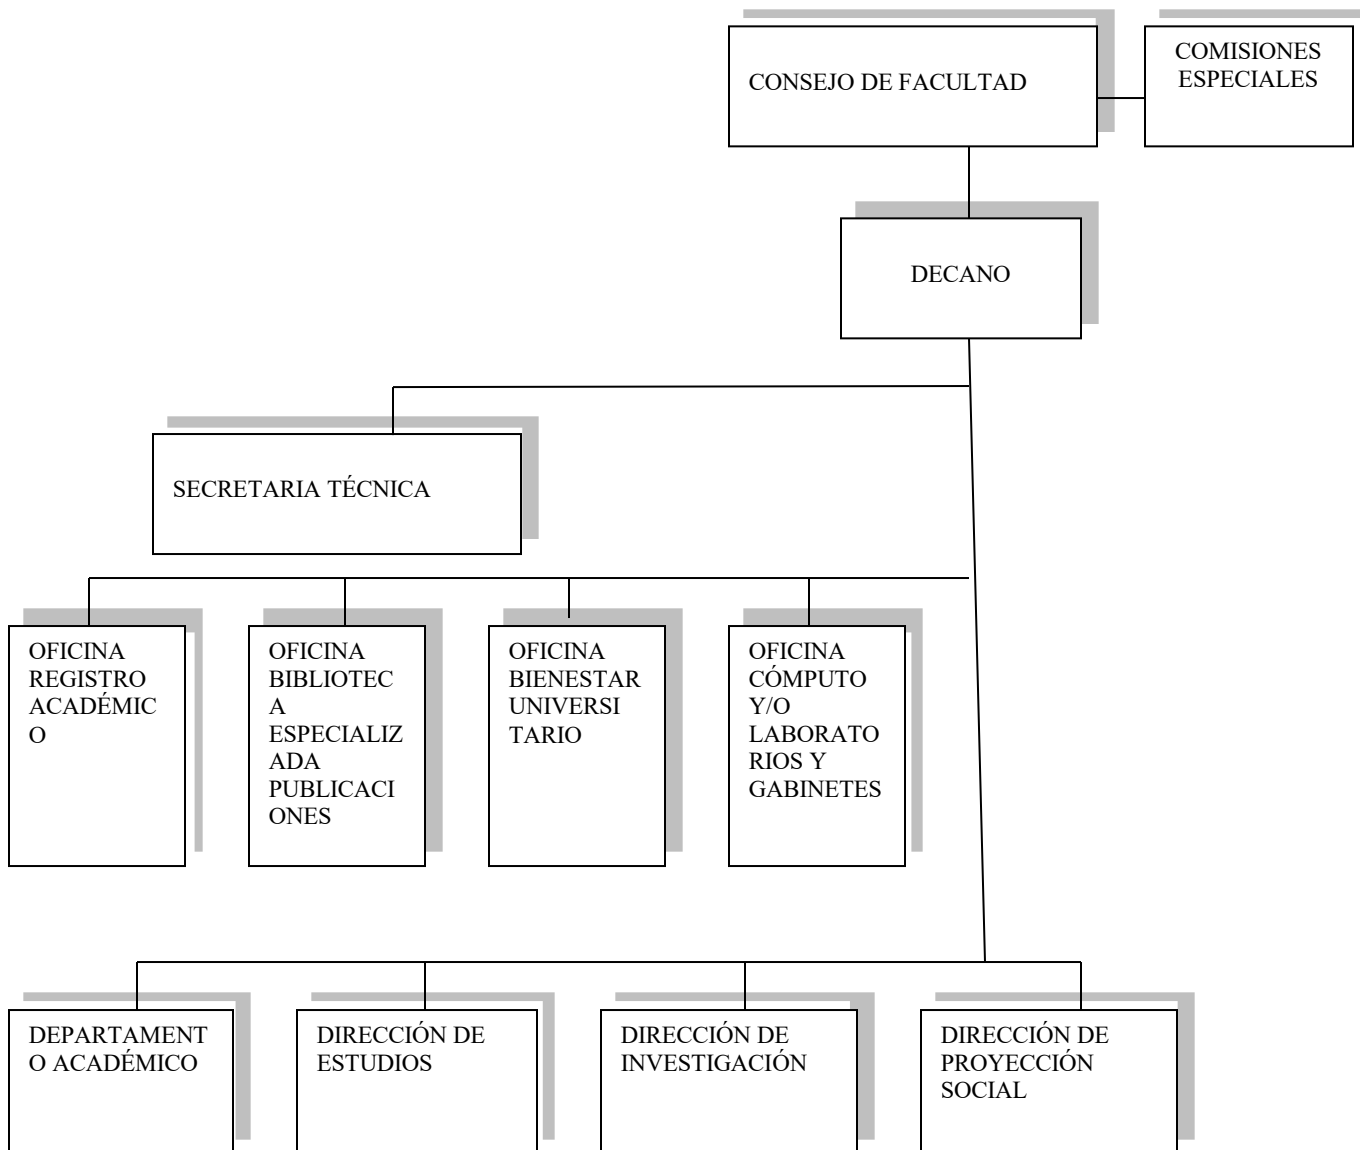 CONSEJO DE FACULTAD
COMISIONES
ESPECIALES
DECANO
SECRETARIA TÉCNICA
OFICINA
REGISTRO
ACADÉMIC
O
OFICINA
BIBLIOTEC
A
ESPECIALIZ
ADA
PUBLICACI
ONES
OFICINA
BIENESTAR
UNIVERSI
TARIO
OFICINA
CÓMPUTO
Y/O
LABORATO
RIOS Y
GABINETES
DEPARTAMENT
O ACADÉMICO
DIRECCIÓN DE
ESTUDIOS
DIRECCIÓN DE
INVESTIGACIÓN
DIRECCIÓN DE
PROYECCIÓN
SOCIAL